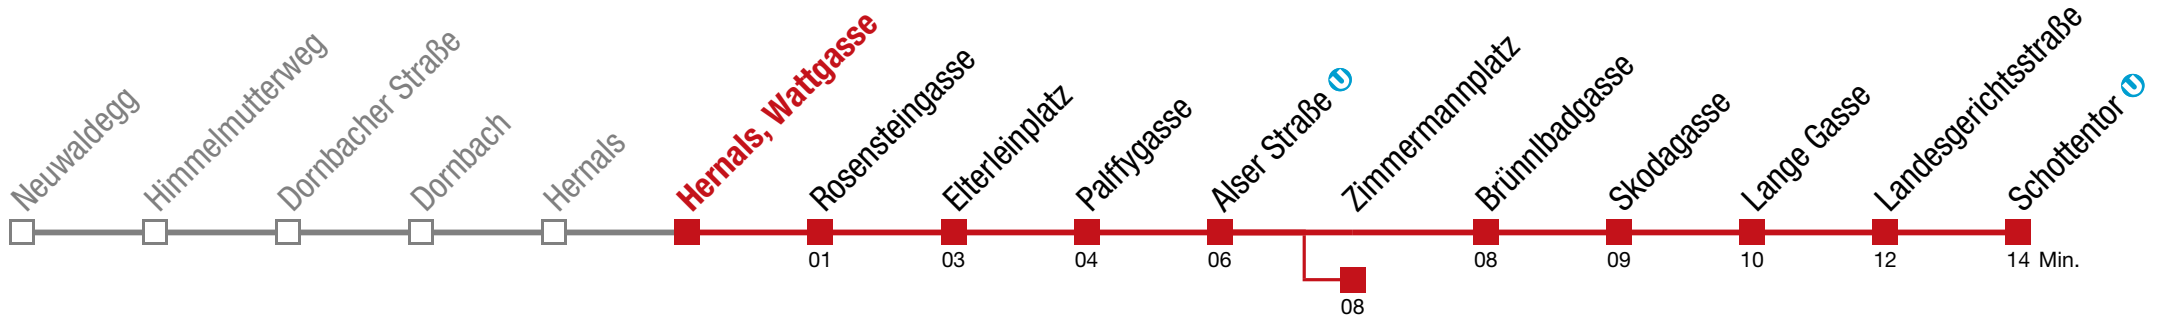 Neuwaldegg
Himmelmutterweg
Dornbacher Straße
Dornbach
Hernals
Hernals, Wattgasse
Rosensteingasse
Elterleinplatz
Palffygasse
Alser Straße U
Zimmermannplatz
Brünnlbadgasse
Skodagasse
Lange Gasse
Landesgerichtsstraße
Schottentor U
01
03
04
06
08
09
10
12
14 Min.
08